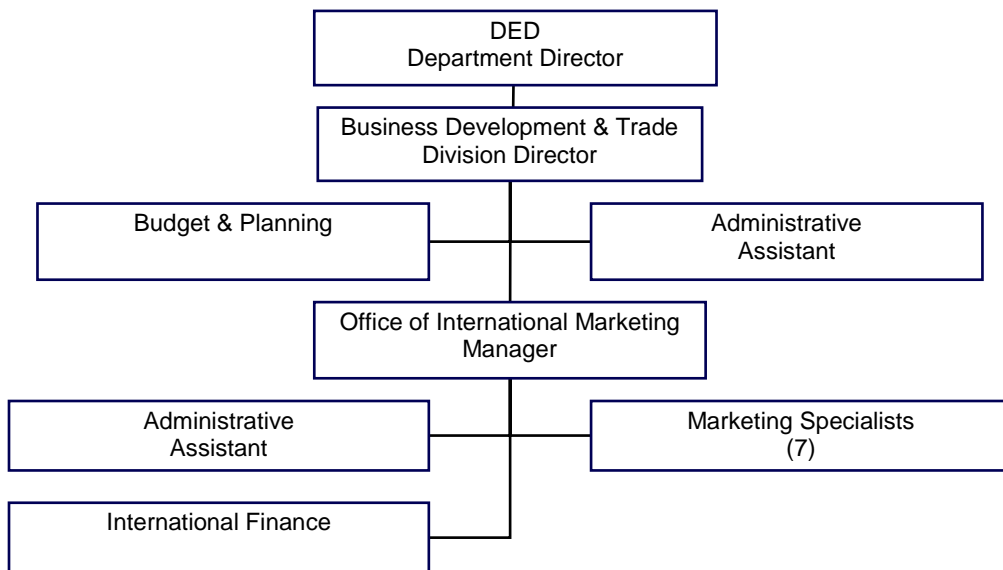 DED
Department Director
Business Development & Trade
Division Director
Budget & Planning
Administrative
Assistant
Office of International Marketing
Manager
Administrative
Assistant
Marketing Specialists
(7)
International Finance